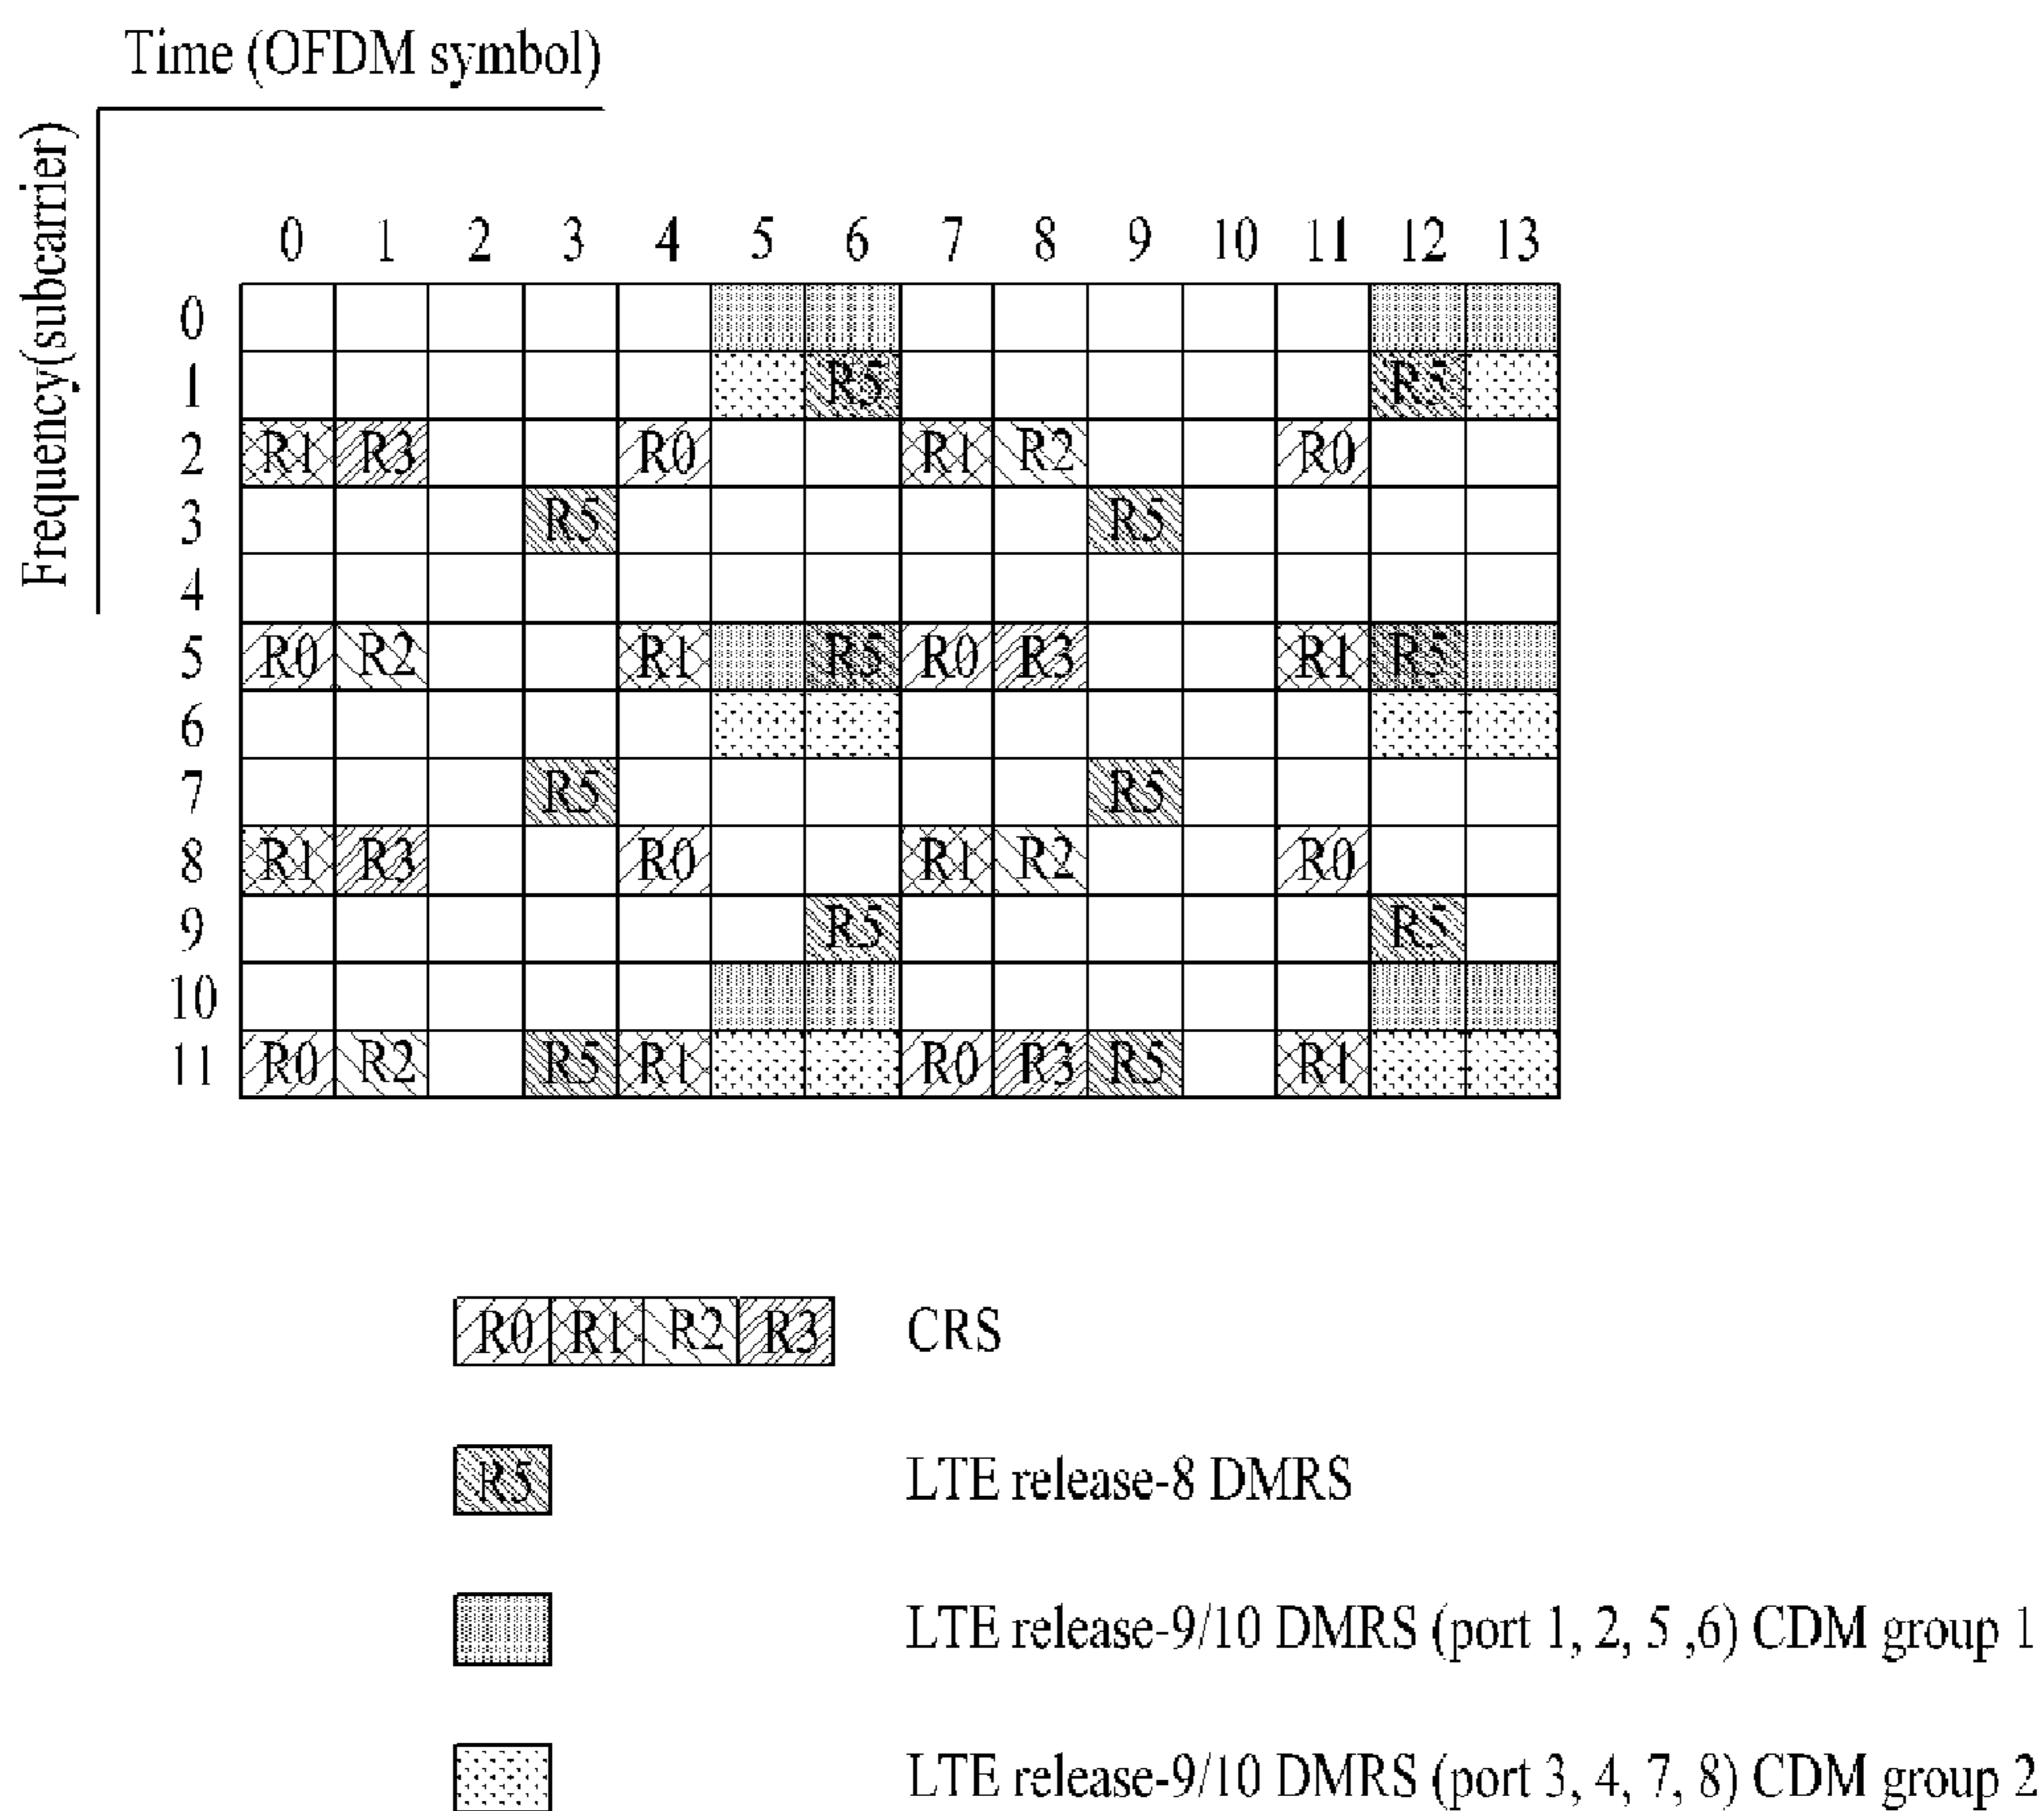 Time (OFDM symbol)
Frequency(subcarrier)
0 1 2 3 4 5 6 7 8 9 10 11 12 13
0
1 R5 R5
2 R1 R3 R0 R1 R2 R0
3 R5 R5
4
5 R0 R2 R1 R5 R0 R3 R1 R5
6
7 R5 R5
8 R1 R3 R0 R1 R2 R0
9 R5 R5
10
11 R0 R2 R5 R1 R0 R3 R5 R1
R0 R1 R2 R3 CRS
R5 LTE release-8 DMRS
LTE release-9/10 DMRS (port 1, 2, 5 ,6) CDM group 1
LTE release-9/10 DMRS (port 3, 4, 7, 8) CDM group 2